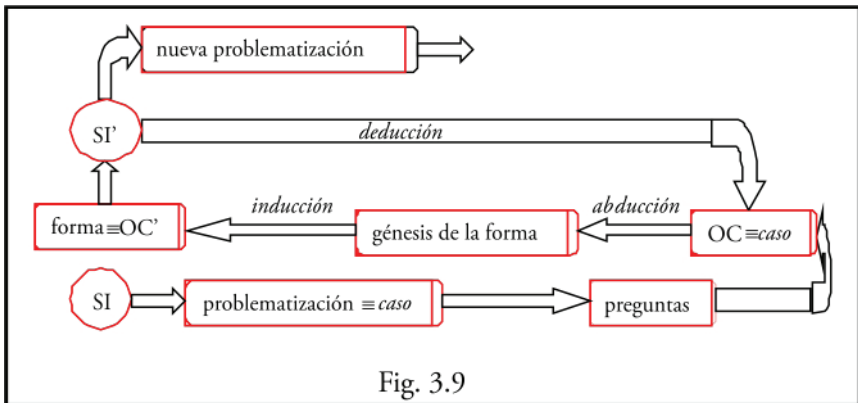 nueva problematización
SI’
deducción
forma≡OC’
inducción
génesis de la forma
abducción
OC≡caso
SI
problematización ≡ caso
preguntas
Fig. 3.9